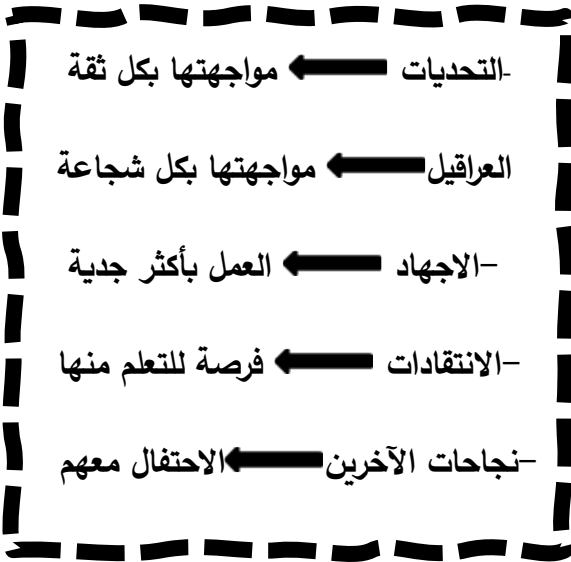 -التحديات ← مواجهتها بكل ثقة
العراقيل ← مواجهتها بكل شجاعة
–الاجهاد ← العمل بأكثر جدية
–الانتقادات ← فرصة للتعلم منها
–نجاحات الآخرين ← الاحتفال معهم